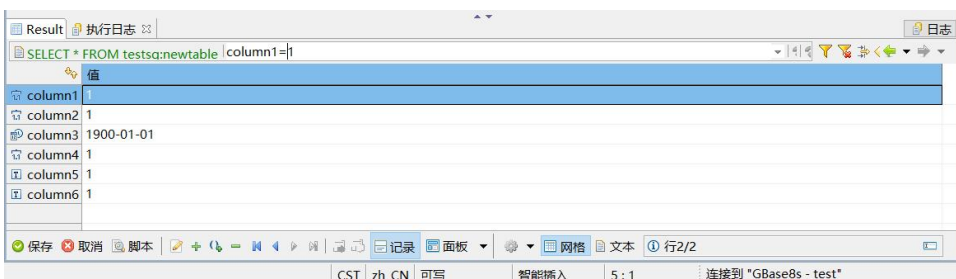 Result 执行日志 日志
SELECT * FROM testsg:newtable column1=1
值
column1 1
column2 1
column3 1900-01-01
column4 1
column5 1
column6 1
保存 取消 脚本 记录 面板 网格 文本 行2/2
CST zh_CN 可写 智能插入 5 : 1 连接到 "GBase8s - test"